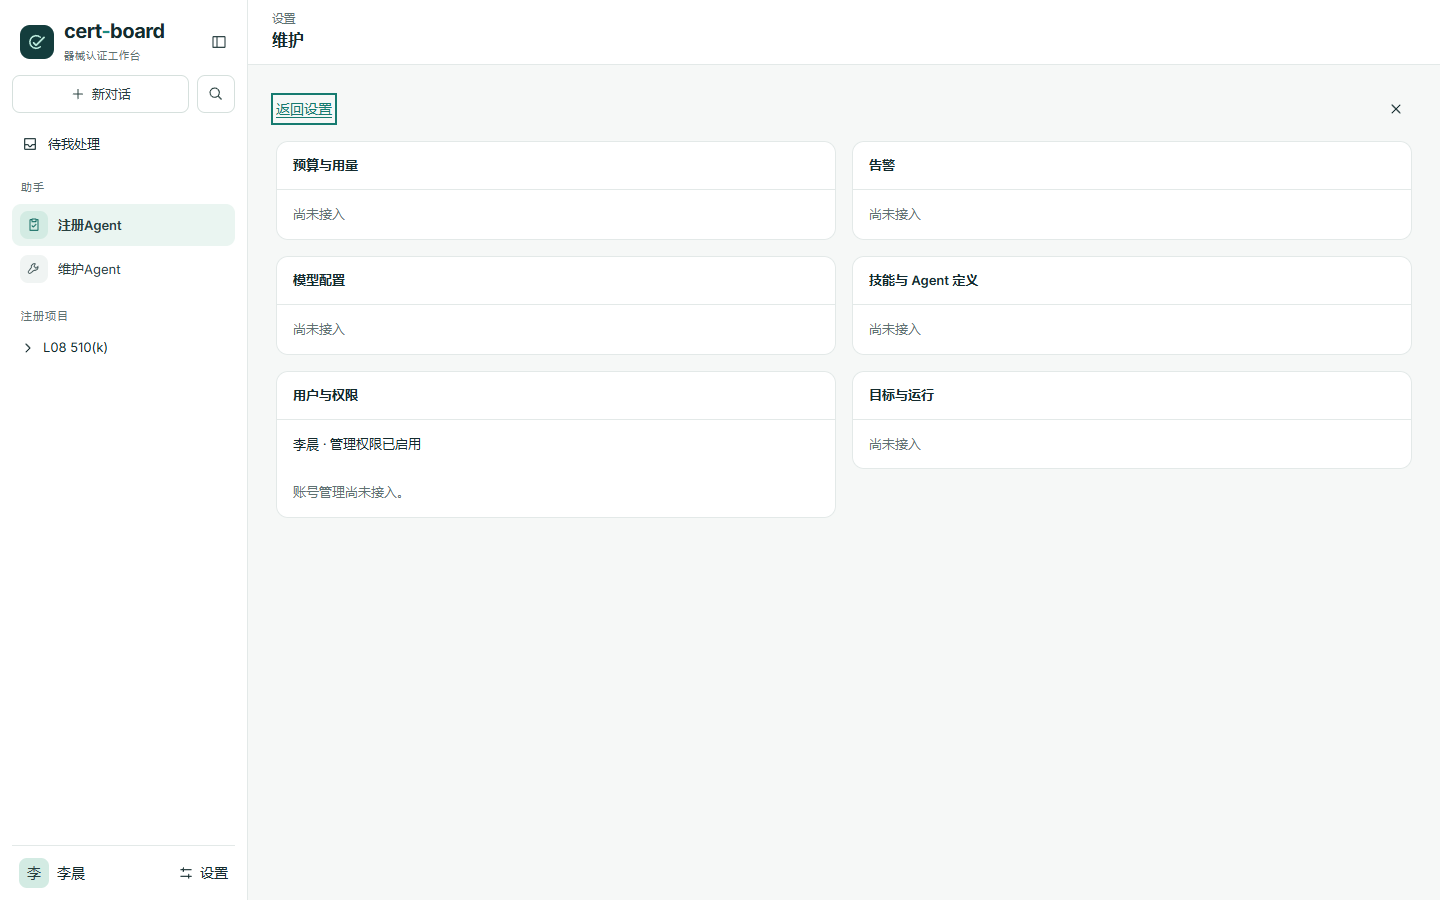 cert-board
器械认证工作台
新对话
待我处理
助手
注册Agent
维护Agent
注册项目
L08 510(k)
李 李晨
设置
设置
维护
返回设置
预算与用量
尚未接入
告警
尚未接入
模型配置
尚未接入
技能与 Agent 定义
尚未接入
用户与权限
李晨 · 管理权限已启用
账号管理尚未接入。
目标与运行
尚未接入